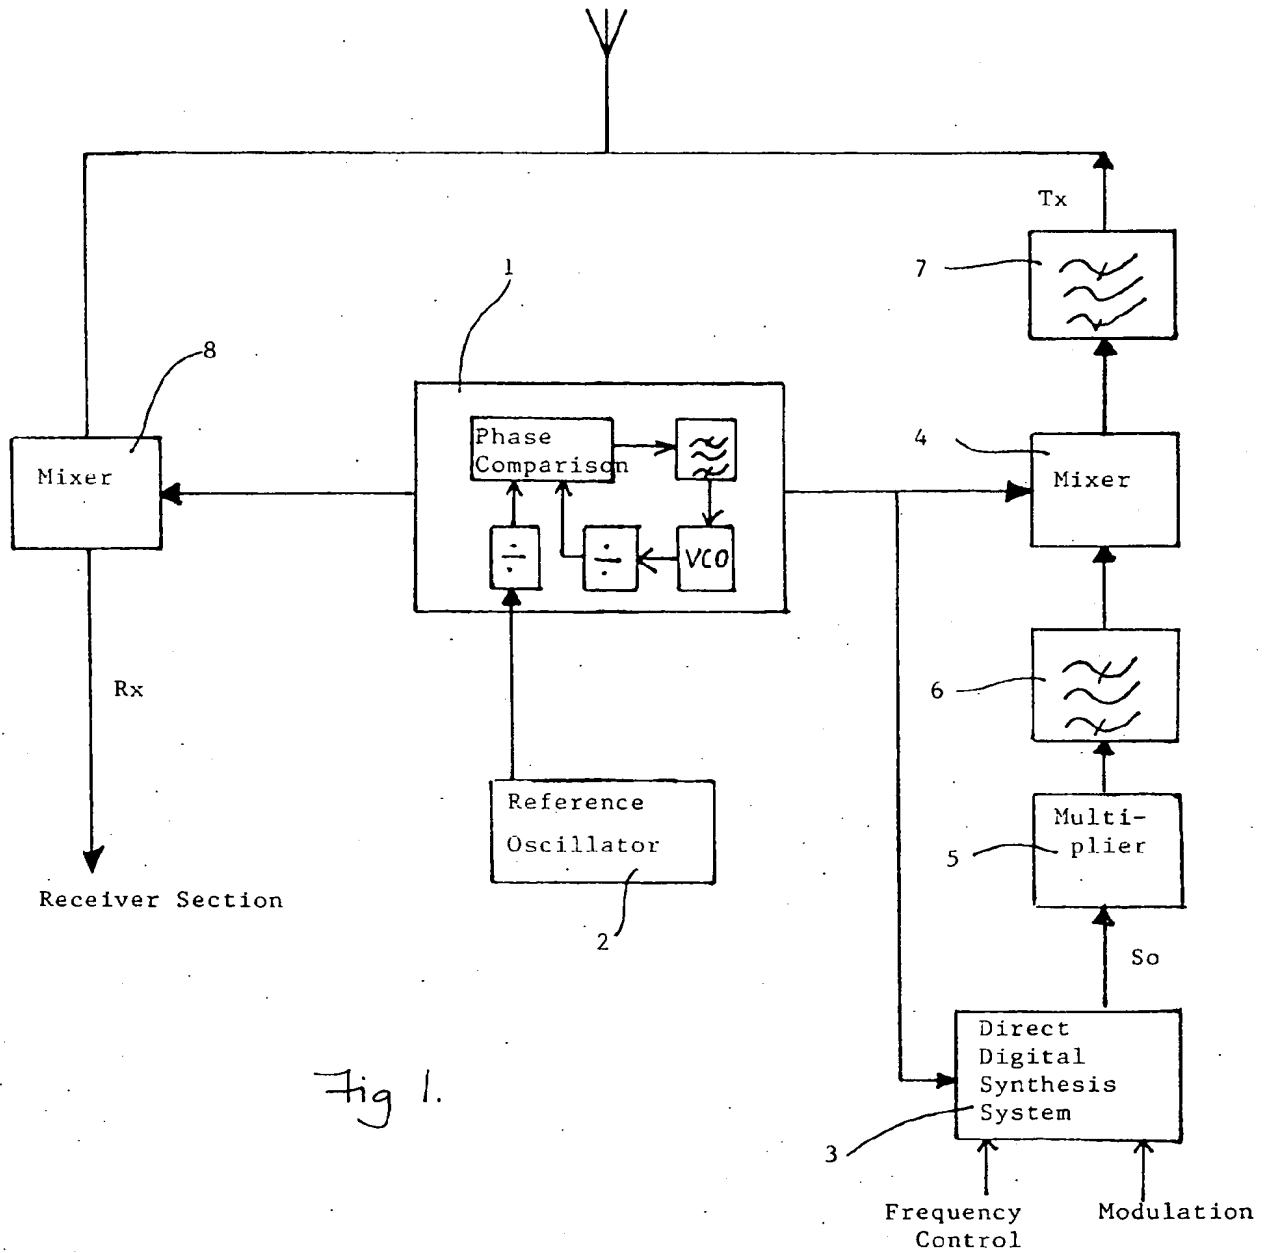 Tx
7
1
8
Phase
Comparison
4
Mixer
Mixer
÷
÷
VCO
6
Rx
Reference
Oscillator
Multi-
plier
5
Receiver Section
2
So
Direct
Digital
Synthesis
System
Fig 1.
3
Frequency
Control
Modulation